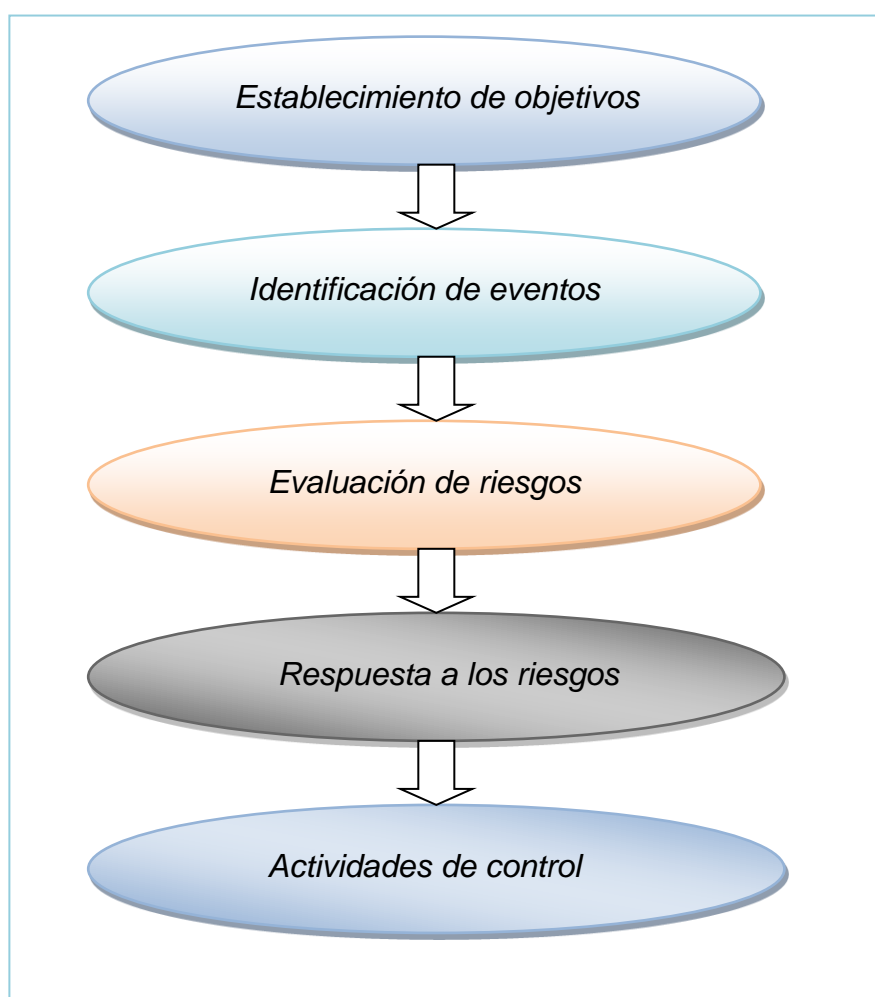 Establecimiento de objetivos
Identificación de eventos
Evaluación de riesgos
Respuesta a los riesgos
Actividades de control